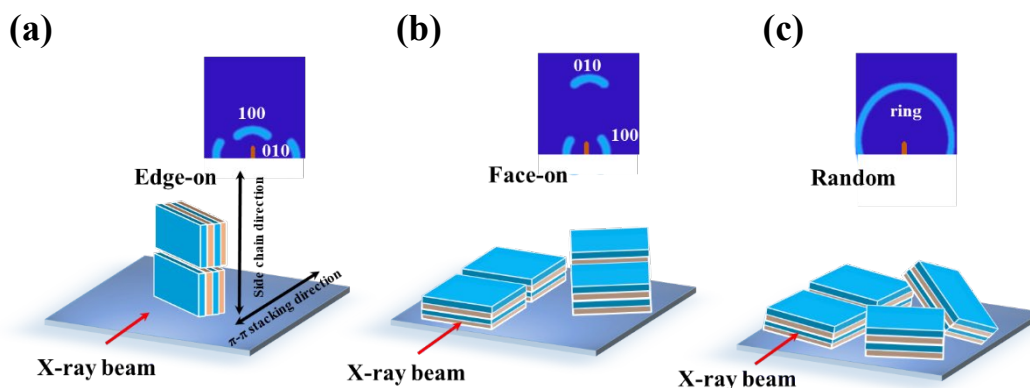 (a)
100
010
Edge-on
Side chain direction
π-π stacking direction
X-ray beam
(b)
010
100
Face-on
X-ray beam
(c)
ring
Random
X-ray beam